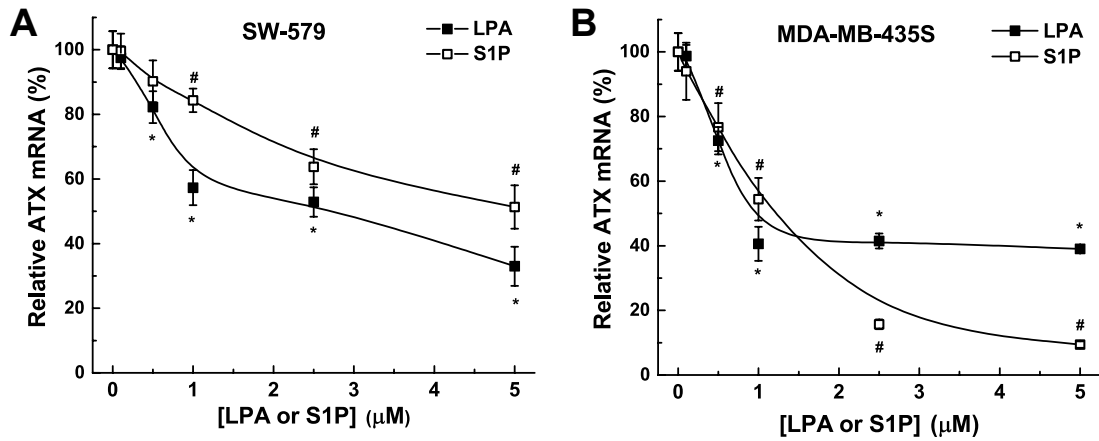 A
SW-579
LPA
S1P
100
80
60
40
20
0
Relative ATX mRNA (%)
#
#
#
*
*
*
*
0 1 2 3 4 5
[LPA or S1P] (μM)
B
MDA-MB-435S
LPA
S1P
100
80
60
40
20
0
Relative ATX mRNA (%)
#
#
*
*
*
*
#
#
0 1 2 3 4 5
[LPA or S1P] (μM)